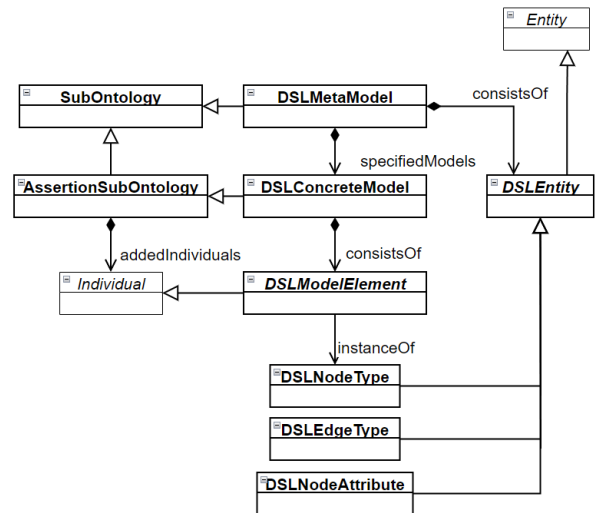 Entity
SubOntology
DSLMetaModel
consistsOf
specifiedModels
AssertionSubOntology
DSLConcreteModel
DSLEntity
addedIndividuals
consistsOf
Individual
DSLModelElement
instanceOf
DSLNodeType
DSLEdgeType
DSLNodeAttribute